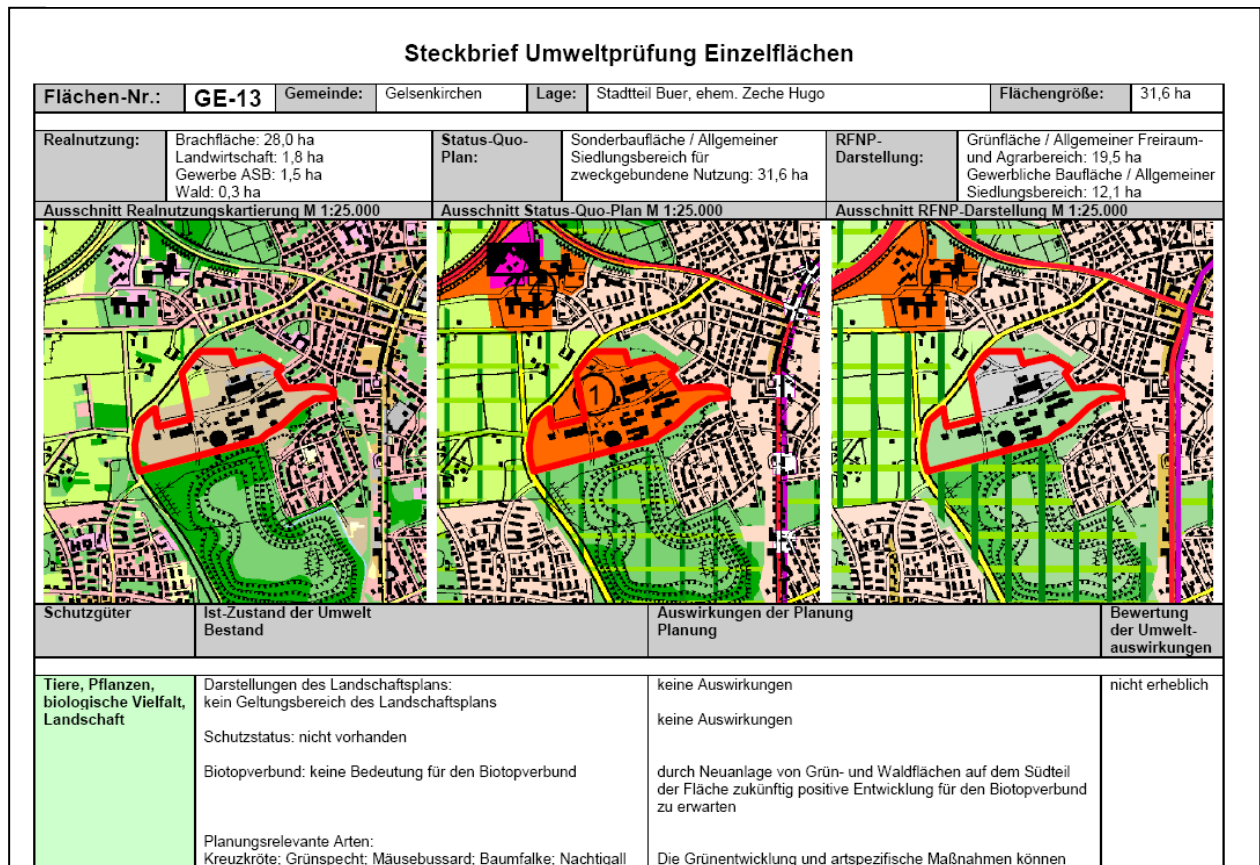 Steckbrief Umweltprüfung Einzelflächen
Flächen-Nr.: GE-13 Gemeinde: Gelsenkirchen Lage: Stadtteil Buer, ehem. Zeche Hugo Flächengröße: 31,6 ha
Realnutzung:
Brachfläche: 28,0 ha
Landwirtschaft: 1,8 ha
Gewerbe ASB: 1,5 ha
Wald: 0,3 ha
Status-Quo-
Plan:
Sonderbaufläche / Allgemeiner
Siedlungsbereich für
zweckgebundene Nutzung: 31,6 ha
RFNP-
Darstellung:
Grünfläche / Allgemeiner Freiraum-
und Agrarbereich: 19,5 ha
Gewerbliche Baufläche / Allgemeiner
Siedlungsbereich: 12,1 ha
Ausschnitt Realnutzungskartierung M 1:25.000
Ausschnitt Status-Quo-Plan M 1:25.000
Ausschnitt RFNP-Darstellung M 1:25.000
1
Schutzgüter
Ist-Zustand der Umwelt
Bestand
Auswirkungen der Planung
Planung
Bewertung
der Umwelt-
auswirkungen
Tiere, Pflanzen,
biologische Vielfalt,
Landschaft
Darstellungen des Landschaftsplans:
kein Geltungsbereich des Landschaftsplans
Schutzstatus: nicht vorhanden
Biotopverbund: keine Bedeutung für den Biotopverbund
Planungsrelevante Arten:
Kreuzkröte; Grünspecht; Mäusebussard; Baumfalke; Nachtigall
keine Auswirkungen
keine Auswirkungen
durch Neuanlage von Grün- und Waldflächen auf dem Südteil
der Fläche zukünftig positive Entwicklung für den Biotopverbund
zu erwarten
Die Grünentwicklung und artspezifische Maßnahmen können
nicht erheblich